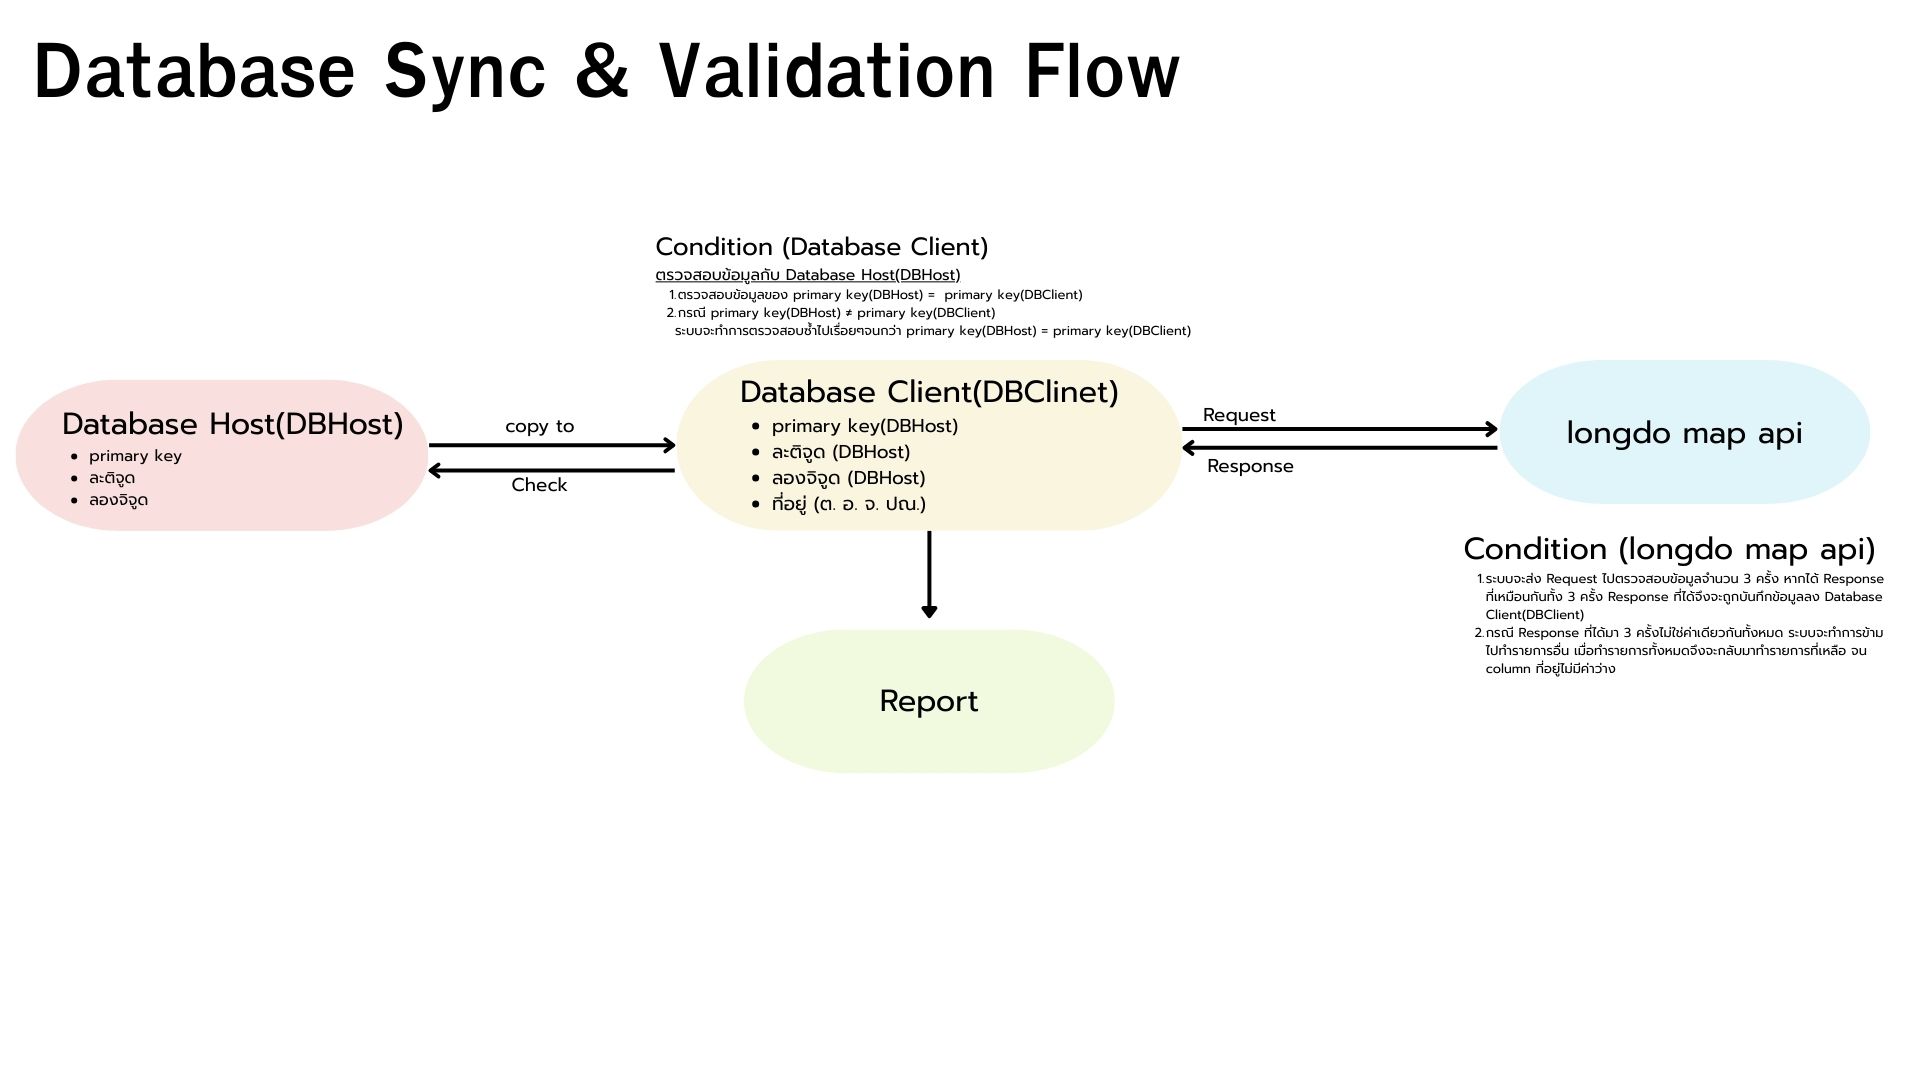 Database Sync & Validation Flow
Condition (Database Client)
ตรวจสอบข้อมูลกับ Database Host(DBHost)
1.ตรวจสอบข้อมูลของ primary key(DBHost) = primary key(DBClient)
2.กรณี primary key(DBHost) ≠ primary key(DBClient)
ระบบจะทำการตรวจสอบซ้ำไปเรื่อยๆจนกว่า primary key(DBHost) = primary key(DBClient)
Database Host(DBHost)
• primary key
• ละติจูด
• ลองจิจูด
copy to
Check
Database Client(DBClinet)
• primary key(DBHost)
• ละติจูด (DBHost)
• ลองจิจูด (DBHost)
• ที่อยู่ (ต. อ. จ. ปณ.)
Request
Response
longdo map api
Condition (longdo map api)
1.ระบบจะส่ง Request ไปตรวจสอบข้อมูลจำนวน 3 ครั้ง หากได้ Response
ที่เหมือนกันทั้ง 3 ครั้ง Response ที่ได้จึงจะถูกบันทึกข้อมูลลง Database
Client(DBClient)
2.กรณี Response ที่ได้มา 3 ครั้งไม่ใช่ค่าเดียวกันทั้งหมด ระบบจะทำการข้าม
ไปทำรายการอื่น เมื่อทำรายการทั้งหมดจึงจะกลับมาทำรายการที่เหลือ จน
column ที่อยู่ไม่มีค่าว่าง
Report